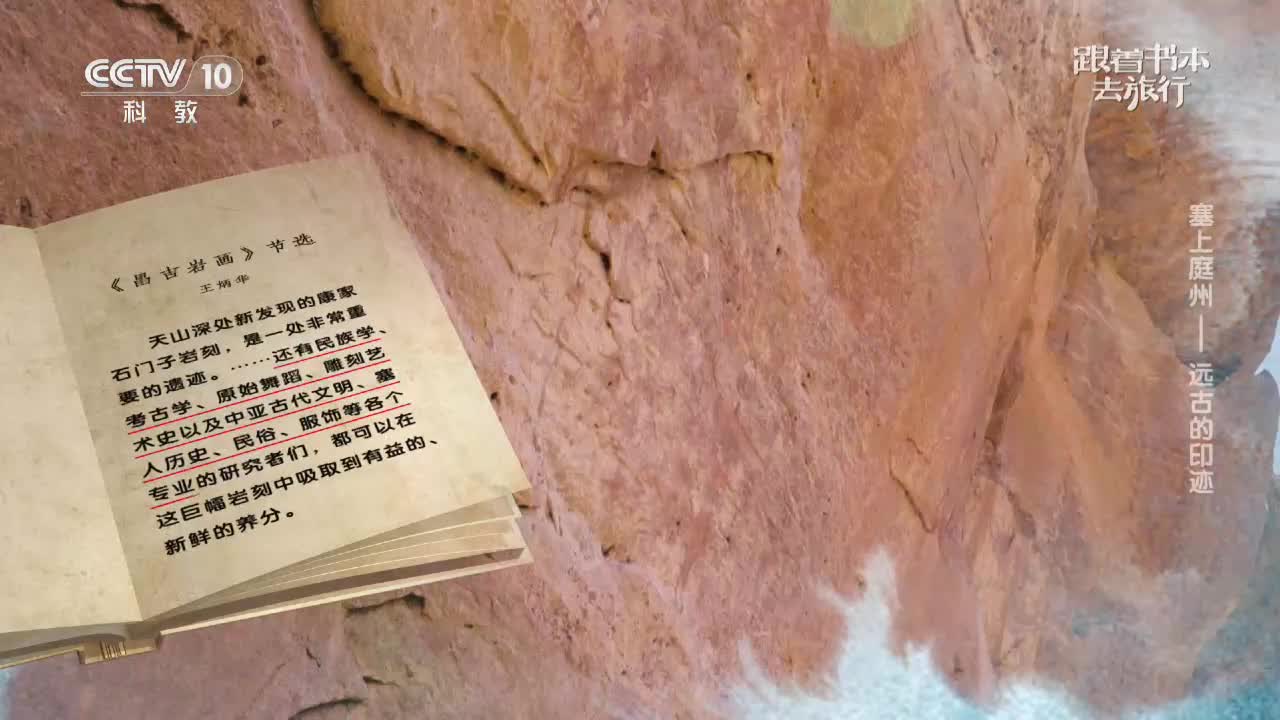 CCTV 10
科教
跟着书本
去旅行
塞上庭州——远古的印迹
《昌吉岩画》节选
王炳华
天山深处新发现的康家
石门子岩刻，是一处非常重
要的遗迹。……还有民族学、
考古学、原始舞蹈、雕刻艺
术史以及中亚古代文明、塞
人历史、民俗、服饰等各个
专业的研究者们，都可以在
这巨幅岩刻中吸取到有益的、
新鲜的养分。